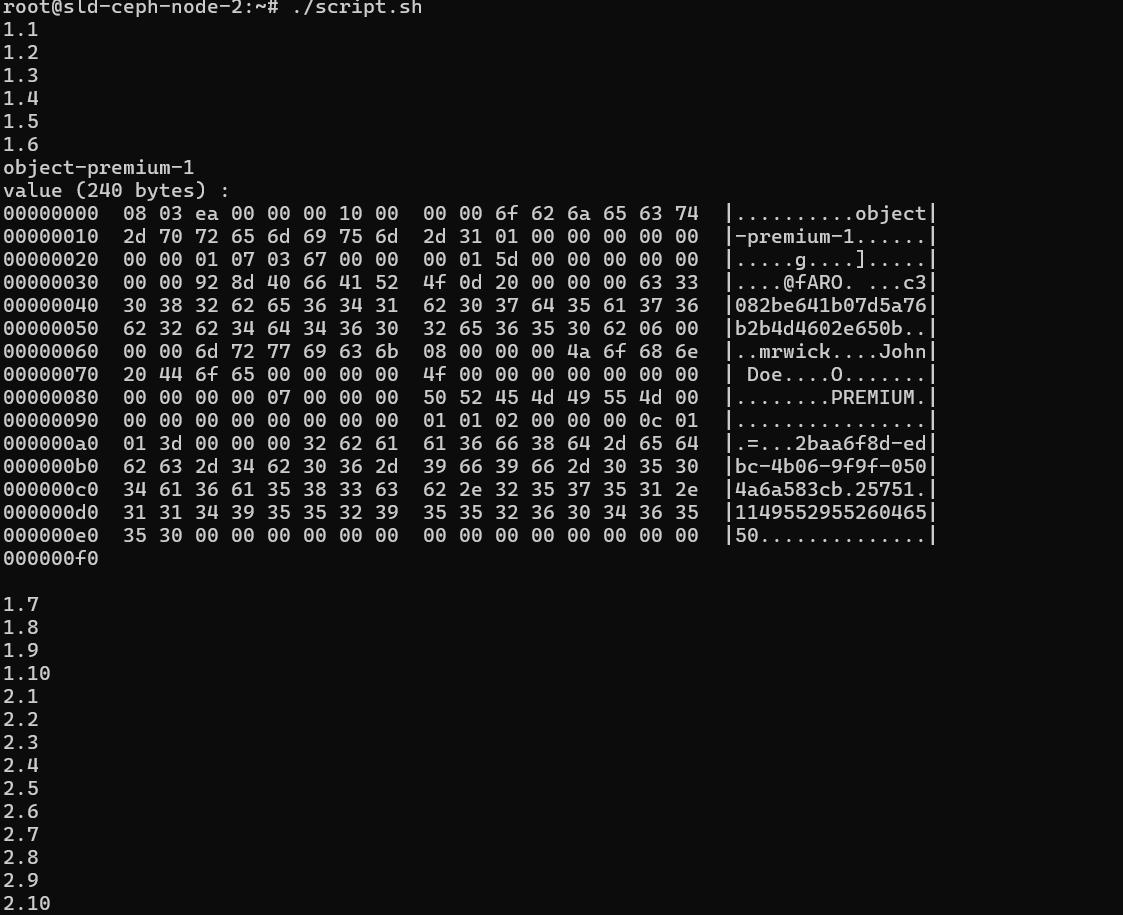 root@sld-ceph-node-2:~# ./script.sh
1.1
1.2
1.3
1.4
1.5
1.6
object-premium-1
value (240 bytes) :
00000000  08 03 ea 00 00 00 10 00  00 00 6f 62 6a 65 63 74  |..........object|
00000010  2d 70 72 65 6d 69 75 6d  2d 31 01 00 00 00 00 00  |-premium-1......|
00000020  00 00 01 07 03 67 00 00  00 01 5d 00 00 00 00 00  |.....g....].....|
00000030  00 00 92 8d 40 66 41 52  4f 0d 20 00 00 00 63 33  |....@fARO. ...c3|
00000040  30 38 32 62 65 36 34 31  62 30 37 64 35 61 37 36  |082be641b07d5a76|
00000050  62 32 62 34 64 34 36 30  32 65 36 35 30 62 06 00  |b2b4d4602e650b..|
00000060  00 00 6d 72 77 69 63 6b  08 00 00 00 4a 6f 68 6e  |..mrwick....John|
00000070  20 44 6f 65 00 00 00 00  4f 00 00 00 00 00 00 00  | Doe....O.......|
00000080  00 00 00 00 07 00 00 00  50 52 45 4d 49 55 4d 00  |........PREMIUM.|
00000090  00 00 00 00 00 00 00 00  01 01 02 00 00 00 0c 01  |................|
000000a0  01 3d 00 00 00 32 62 61  61 36 66 38 64 2d 65 64  |.=...2baa6f8d-ed|
000000b0  62 63 2d 34 62 30 36 2d  39 66 39 66 2d 30 35 30  |bc-4b06-9f9f-050|
000000c0  34 61 36 61 35 38 33 63  62 2e 32 35 37 35 31 2e  |4a6a583cb.25751.|
000000d0  31 31 34 39 35 35 32 39  35 35 32 36 30 34 36 35  |1149552955260465|
000000e0  35 30 00 00 00 00 00 00  00 00 00 00 00 00 00 00  |50..............|
000000f0
1.7
1.8
1.9
1.10
2.1
2.2
2.3
2.4
2.5
2.6
2.7
2.8
2.9
2.10